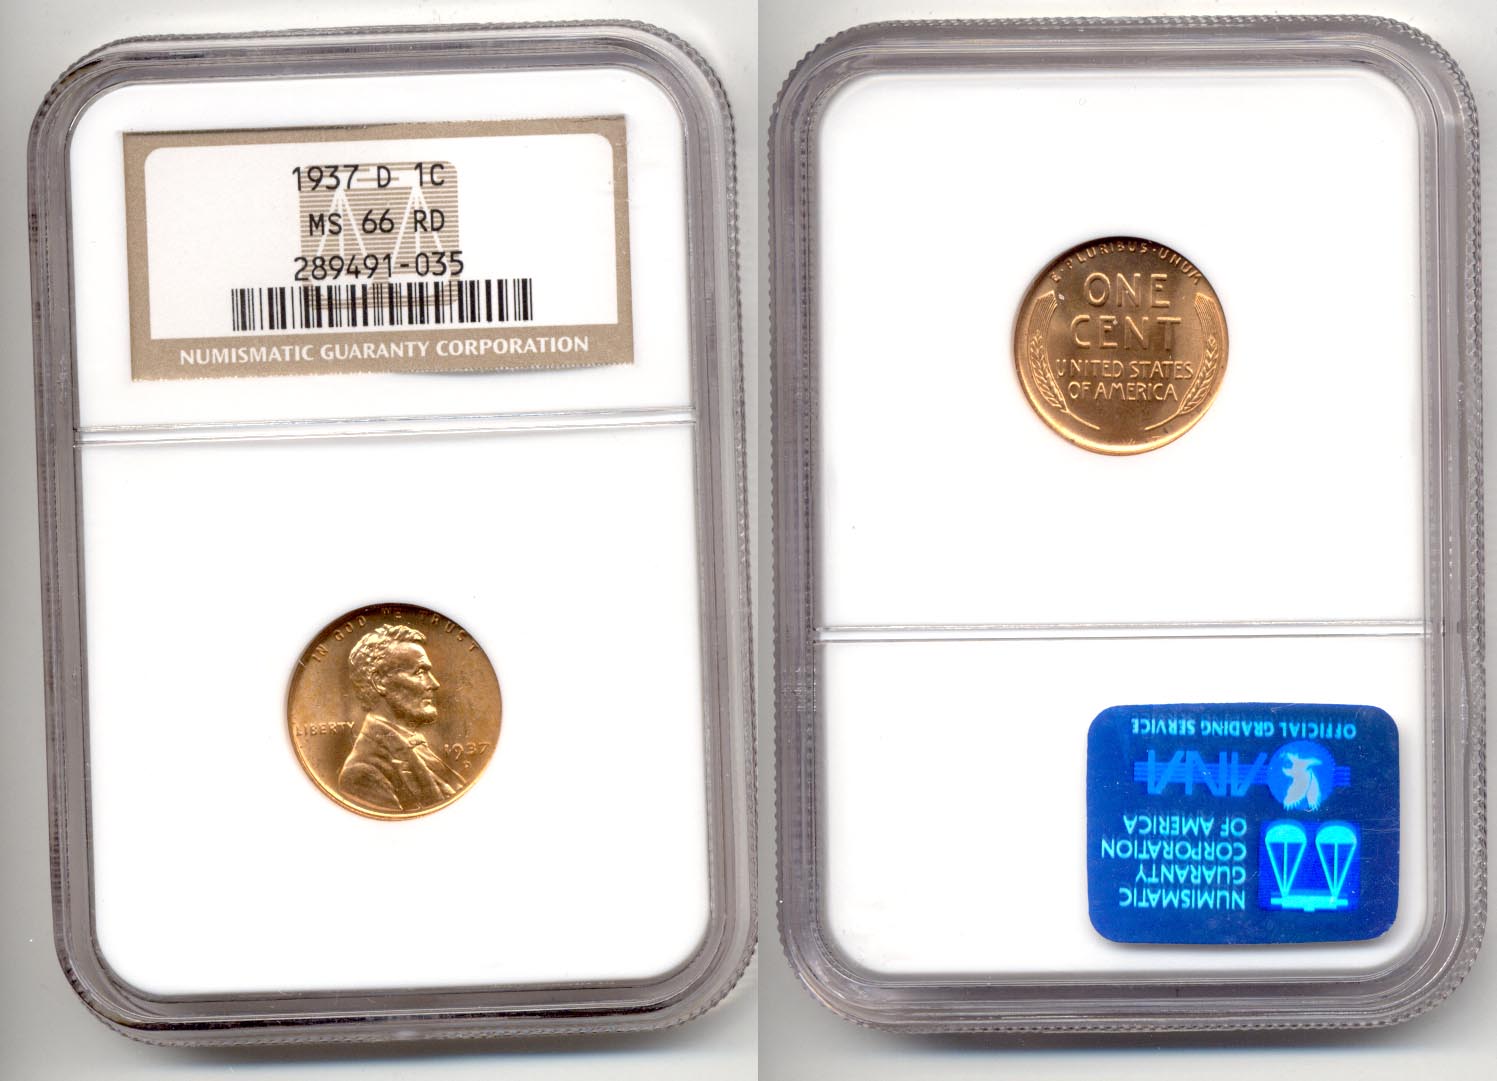 1937 D 1C
MS 66 RD
289491-035
NUMISMATIC GUARANTY CORPORATION
IN GOD WE TRUST
LIBERTY
1937
D
E·PLURIBUS·UNUM
ONE
CENT
UNITED STATES
OF AMERICA
NUMISMATIC
GUARANTY
CORPORATION
OF AMERICA
ANA
OFFICIAL GRADING SERVICE